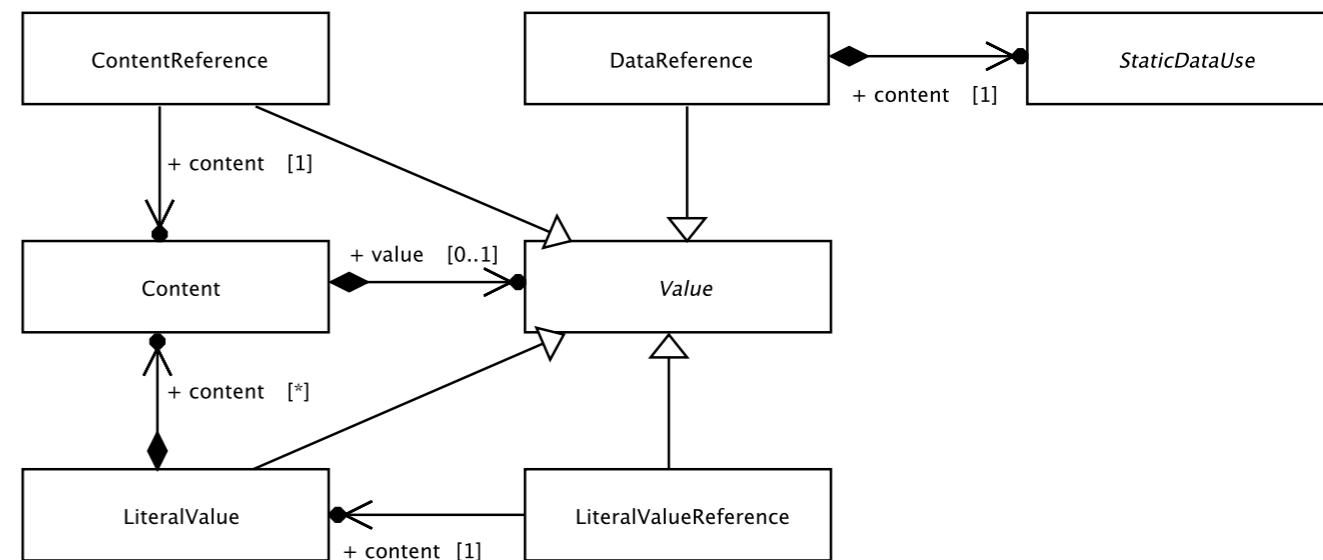 ContentReference
DataReference
StaticDataUse
+ content [1]
+ content [1]
+ value [0..1]
Content
Value
+ content [*]
LiteralValue
LiteralValueReference
+ content [1]